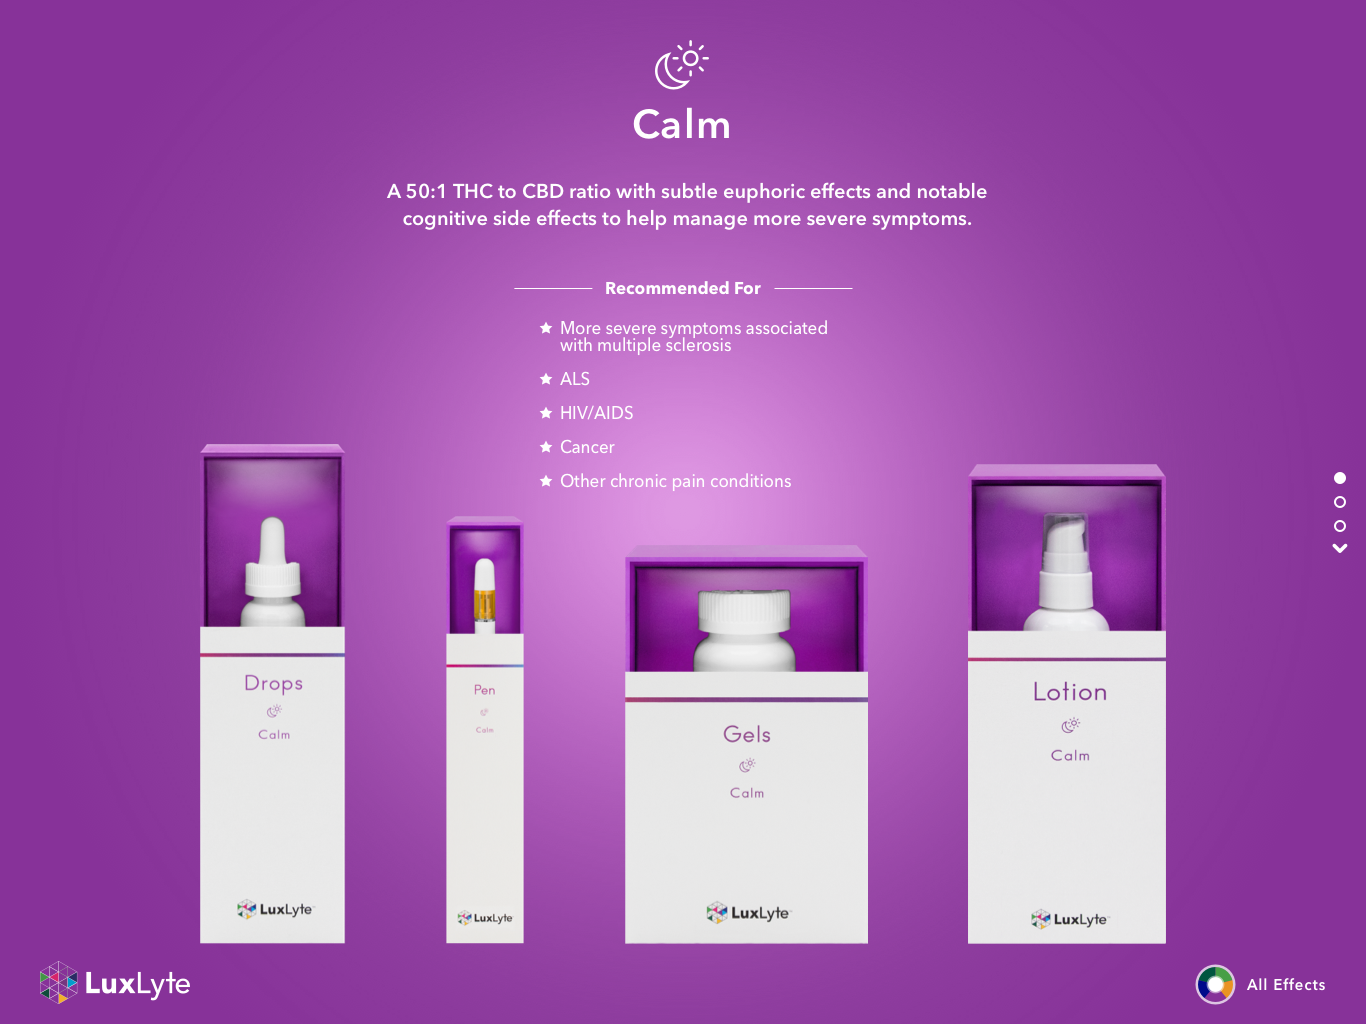 Calm
A 50:1 THC to CBD ratio with subtle euphoric effects and notable
cognitive side effects to help manage more severe symptoms.
Recommended For
More severe symptoms associated
with multiple sclerosis
ALS
HIV/AIDS
Cancer
Other chronic pain conditions
Drops
Calm
LuxLyte
Pen
Calm
LuxLyte
Gels
Calm
LuxLyte
Lotion
Calm
LuxLyte
LuxLyte
All Effects